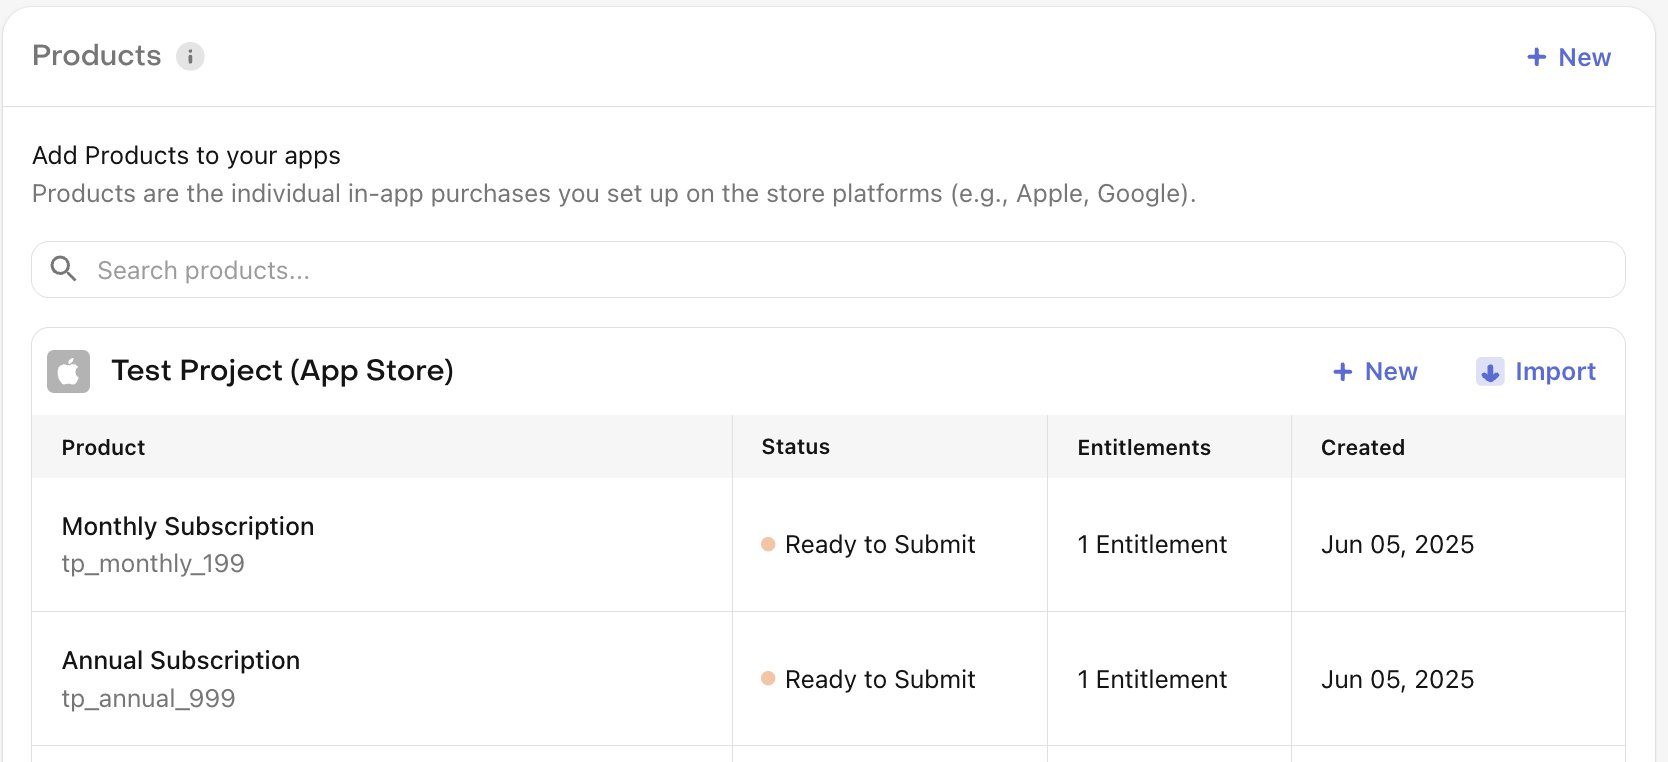 Products
+ New
Add Products to your apps
Products are the individual in-app purchases you set up on the store platforms (e.g., Apple, Google).
Search products...
Test Project (App Store)
+ New
Import
Product Status Entitlements Created
Monthly Subscription
tp_monthly_199
Ready to Submit
1 Entitlement
Jun 05, 2025
Annual Subscription
tp_annual_999
Ready to Submit
1 Entitlement
Jun 05, 2025